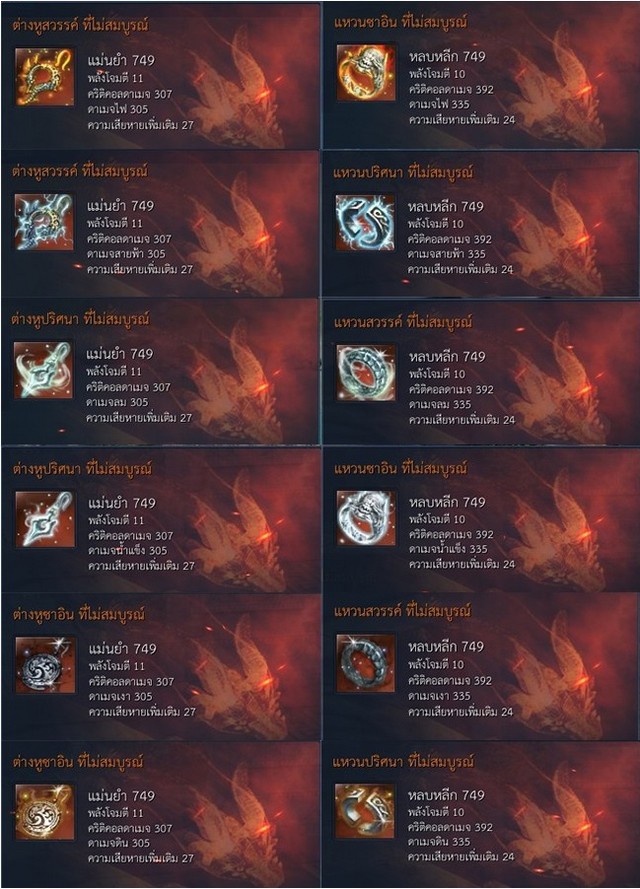 ต่างหูสวรรค์ ที่ไม่สมบูรณ์
แม่นยำ 749
พลังโจมตี 11
คริติคอลดาเมจ 307
ดาเมจไฟ 305
ความเสียหายเพิ่มเติม 27
แหวนซาอิน ที่ไม่สมบูรณ์
หลบหลีก 749
พลังโจมตี 10
คริติคอลดาเมจ 392
ดาเมจไฟ 335
ความเสียหายเพิ่มเติม 24
ต่างหูสวรรค์ ที่ไม่สมบูรณ์
แม่นยำ 749
พลังโจมตี 11
คริติคอลดาเมจ 307
ดาเมจสายฟ้า 305
ความเสียหายเพิ่มเติม 27
แหวนปริศนา ที่ไม่สมบูรณ์
หลบหลีก 749
พลังโจมตี 10
คริติคอลดาเมจ 392
ดาเมจสายฟ้า 335
ความเสียหายเพิ่มเติม 24
ต่างหูปริศนา ที่ไม่สมบูรณ์
แม่นยำ 749
พลังโจมตี 11
คริติคอลดาเมจ 307
ดาเมจลม 305
ความเสียหายเพิ่มเติม 27
แหวนสวรรค์ ที่ไม่สมบูรณ์
หลบหลีก 749
พลังโจมตี 10
คริติคอลดาเมจ 392
ดาเมจลม 335
ความเสียหายเพิ่มเติม 24
ต่างหูปริศนา ที่ไม่สมบูรณ์
แม่นยำ 749
พลังโจมตี 11
คริติคอลดาเมจ 307
ดาเมจน้ำแข็ง 305
ความเสียหายเพิ่มเติม 27
แหวนซาอิน ที่ไม่สมบูรณ์
หลบหลีก 749
พลังโจมตี 10
คริติคอลดาเมจ 392
ดาเมจน้ำแข็ง 335
ความเสียหายเพิ่มเติม 24
ต่างหูซาอิน ที่ไม่สมบูรณ์
แม่นยำ 749
พลังโจมตี 11
คริติคอลดาเมจ 307
ดาเมจเงา 305
ความเสียหายเพิ่มเติม 27
แหวนสวรรค์ ที่ไม่สมบูรณ์
หลบหลีก 749
พลังโจมตี 10
คริติคอลดาเมจ 392
ดาเมจเงา 335
ความเสียหายเพิ่มเติม 24
ต่างหูซาอิน ที่ไม่สมบูรณ์
แม่นยำ 749
พลังโจมตี 11
คริติคอลดาเมจ 307
ดาเมจดิน 305
ความเสียหายเพิ่มเติม 27
แหวนปริศนา ที่ไม่สมบูรณ์
หลบหลีก 749
พลังโจมตี 10
คริติคอลดาเมจ 392
ดาเมจดิน 335
ความเสียหายเพิ่มเติม 24